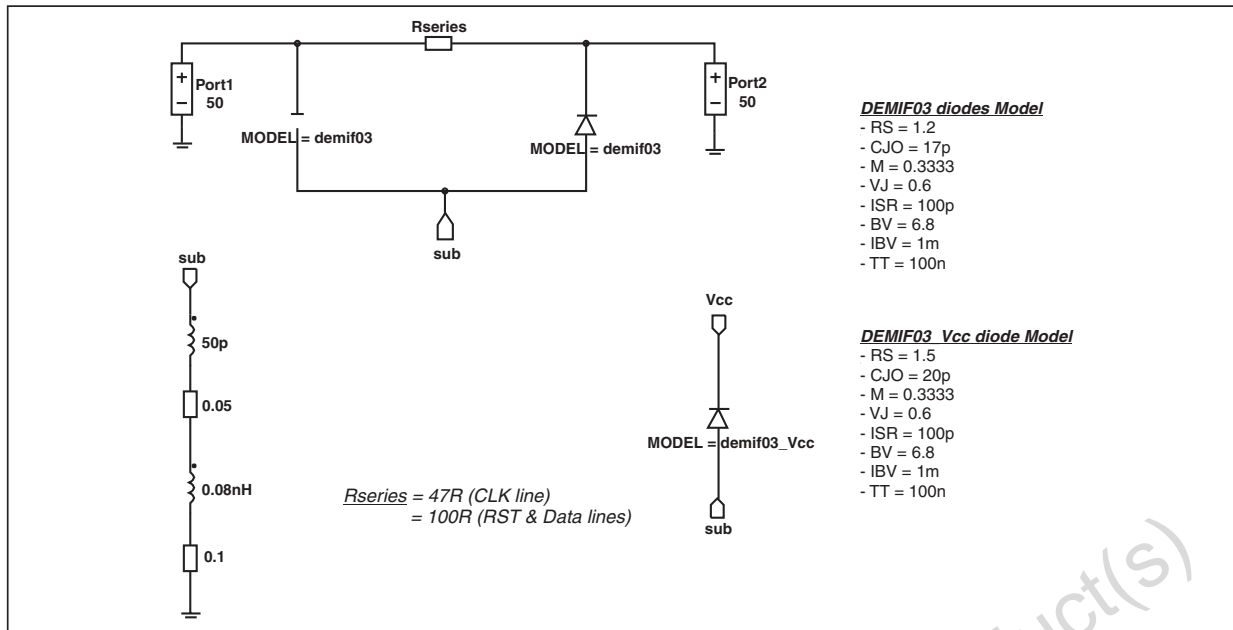 Rseries
Port1
50
MODEL = demif03
MODEL = demif03
Port2
50
sub
DEMIF03 diodes Model
- RS = 1.2
- CJO = 17p
- M = 0.3333
- VJ = 0.6
- ISR = 100p
- BV = 6.8
- IBV = 1m
- TT = 100n
sub
50p
0.05
0.08nH
0.1
Rseries = 47R (CLK line)
= 100R (RST & Data lines)
Vcc
MODEL = demif03_Vcc
sub
DEMIF03_Vcc diode Model
- RS = 1.5
- CJO = 20p
- M = 0.3333
- VJ = 0.6
- ISR = 100p
- BV = 6.8
- IBV = 1m
- TT = 100n
uct(s)